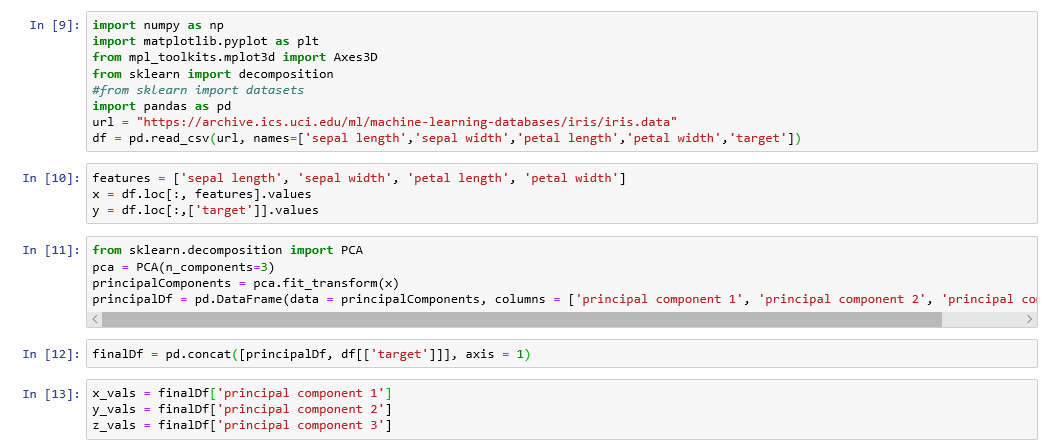 In [9]: import numpy as np
import matplotlib.pyplot as plt
from mpl_toolkits.mplot3d import Axes3D
from sklearn import decomposition
#from sklearn import datasets
import pandas as pd
url = "https://archive.ics.uci.edu/ml/machine-learning-databases/iris/iris.data"
df = pd.read_csv(url, names=['sepal length','sepal width','petal length','petal width','target'])
In [10]: features = ['sepal length', 'sepal width', 'petal length', 'petal width']
x = df.loc[:, features].values
y = df.loc[:,['target']].values
In [11]: from sklearn.decomposition import PCA
pca = PCA(n_components=3)
principalComponents = pca.fit_transform(x)
principalDf = pd.DataFrame(data = principalComponents, columns = ['principal component 1', 'principal component 2', 'principal co
In [12]: finalDf = pd.concat([principalDf, df[['target']]], axis = 1)
In [13]: x_vals = finalDf['principal component 1']
y_vals = finalDf['principal component 2']
z_vals = finalDf['principal component 3']